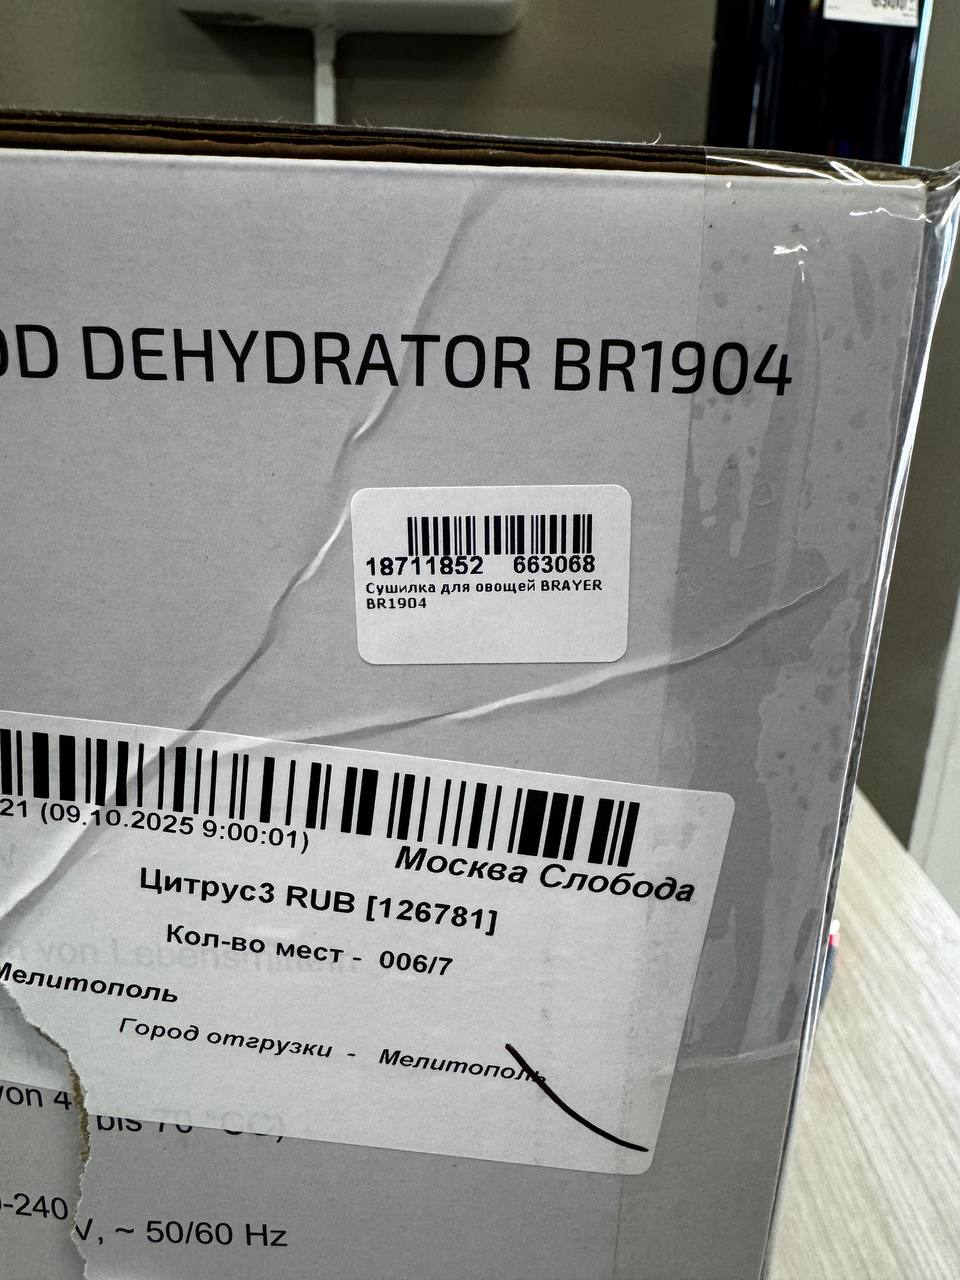 DEHYDRATOR BR1904
18711852 663068
Сушилка для овощей BRAYER
BR1904
21 (09.10.2025 9:00:01)
Москва Слобода
Цитрус3 RUB [126781]
Кол-во мест - 006/7
von Lebensmitteln
Мелитополь
Город отгрузки - Мелитополь
von 4
bis 70 °C)
-240 V, ~ 50/60 Hz